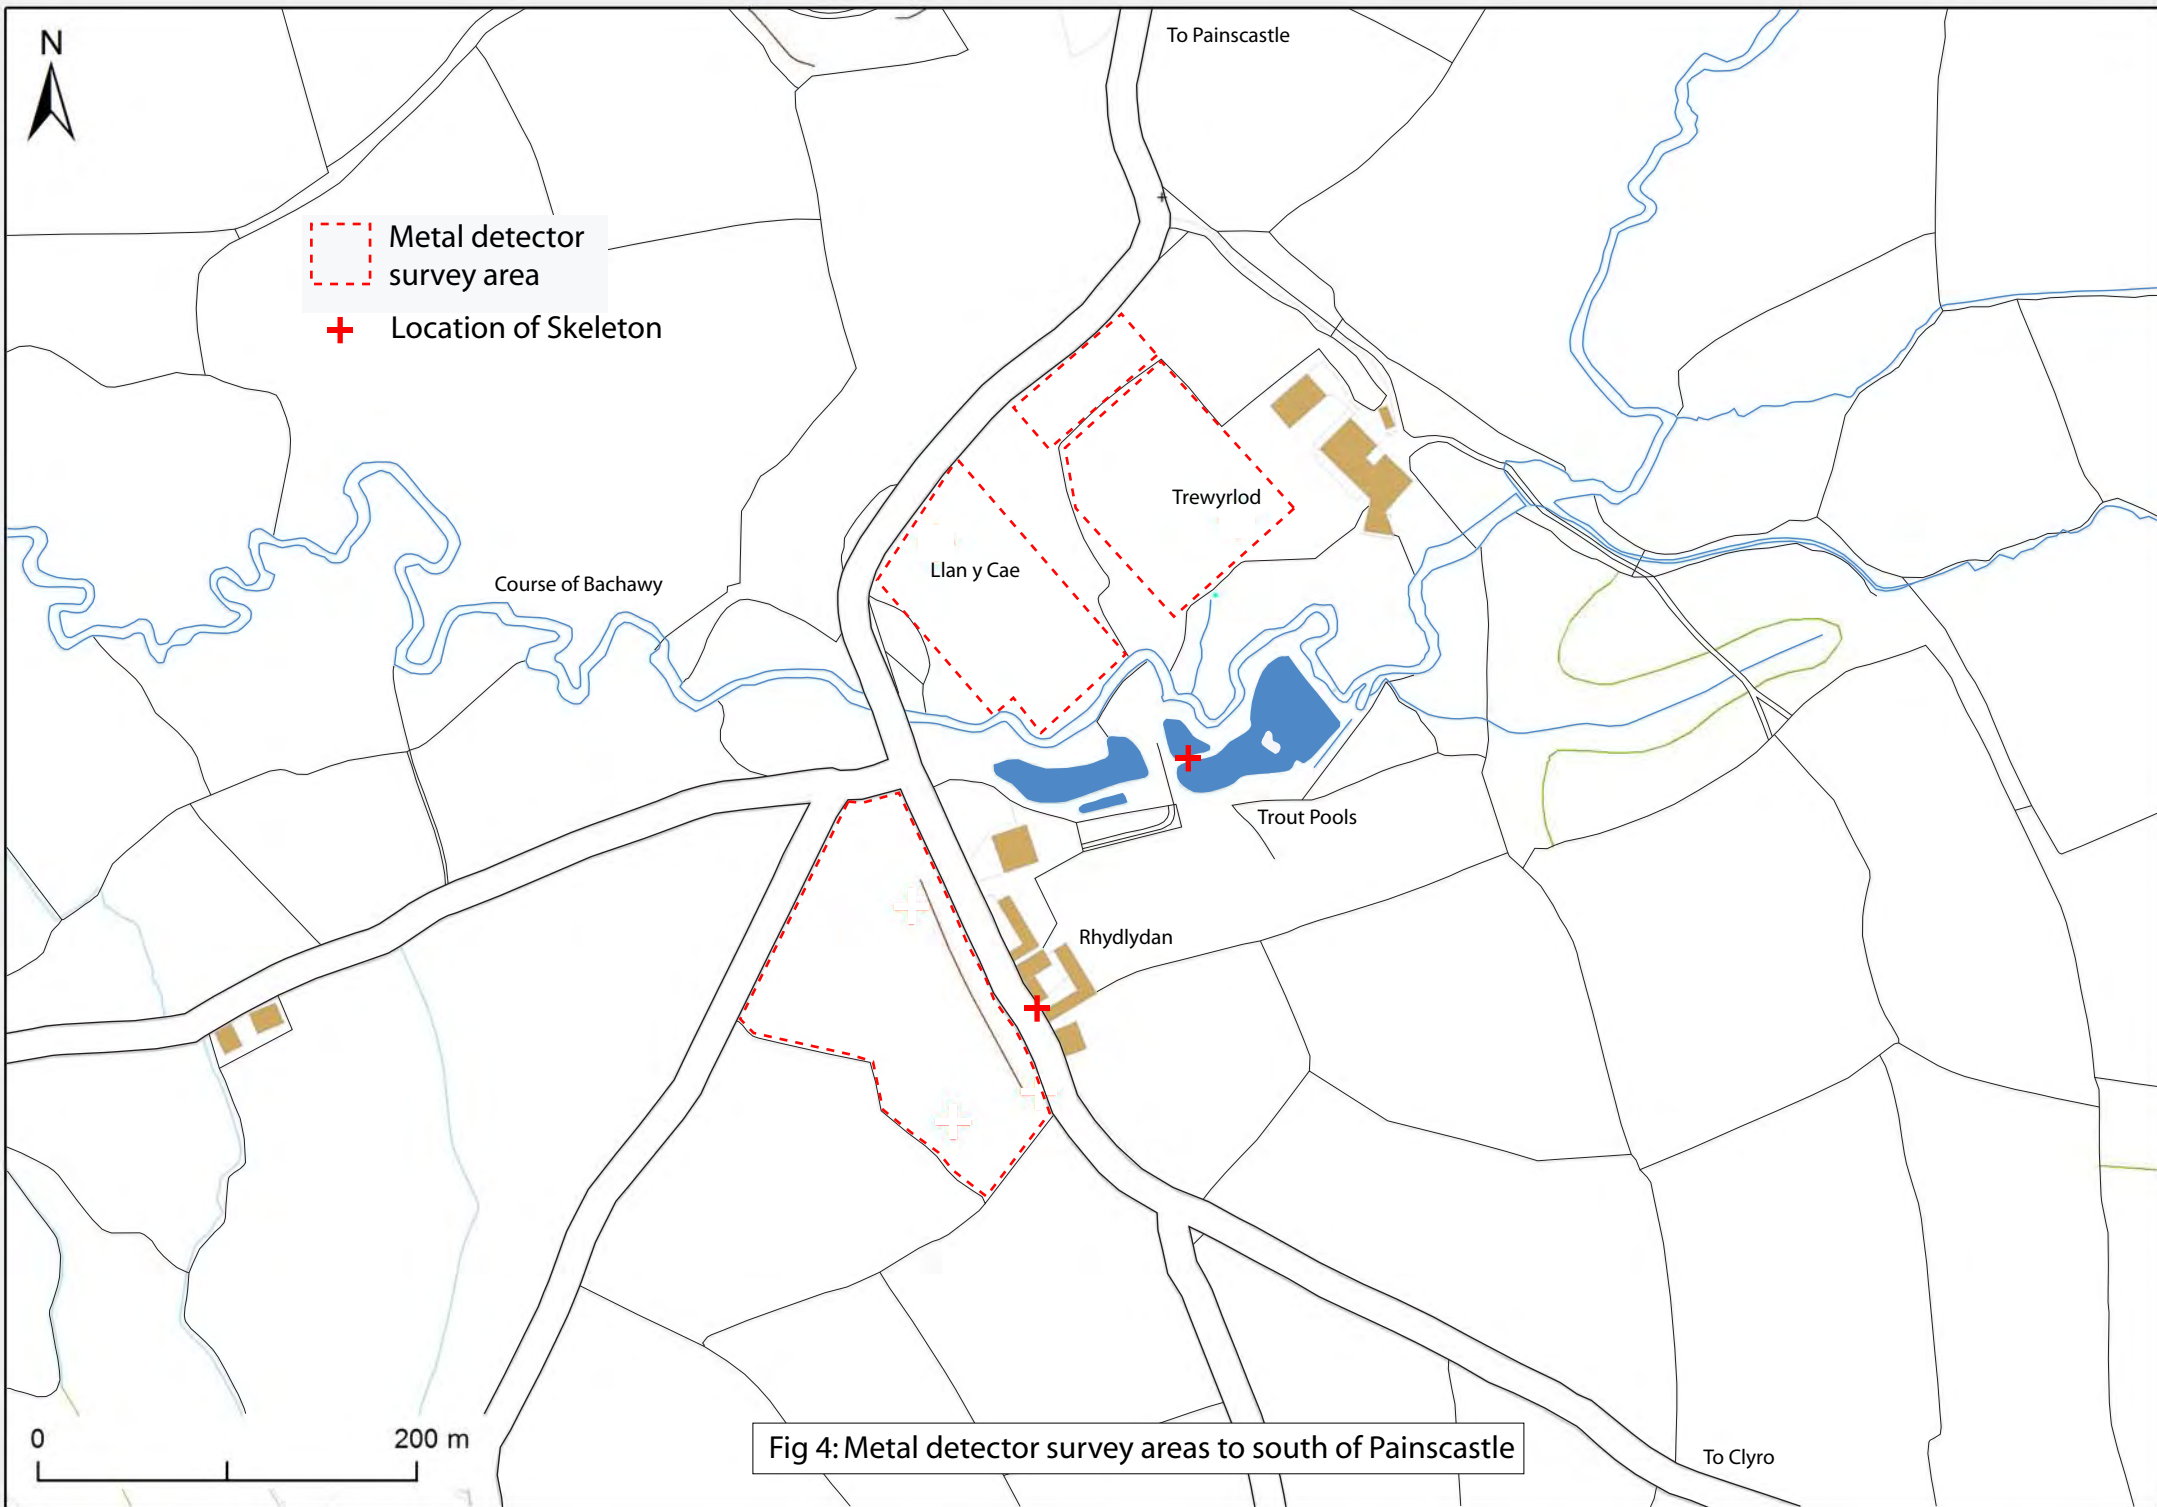 N
To Painscastle
Metal detector
survey area
Location of Skeleton
Trewyrlod
Llan y Cae
Course of Bachawy
Trout Pools
Rhydlydan
0
200 m
Fig 4: Metal detector survey areas to south of Painscastle
To Clyro